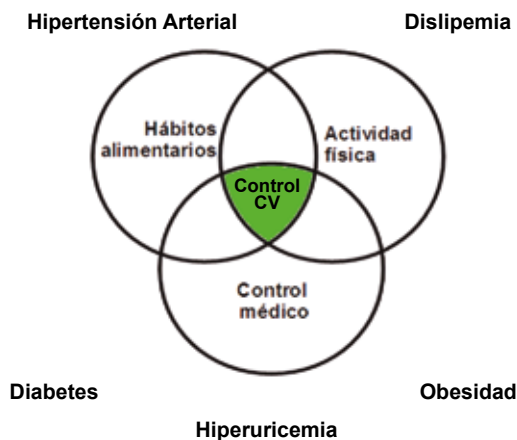 Hipertensión Arterial
Dislipemia
Hábitos
alimentarios
Actividad
física
Control
CV
Control
médico
Diabetes
Obesidad
Hiperuricemia